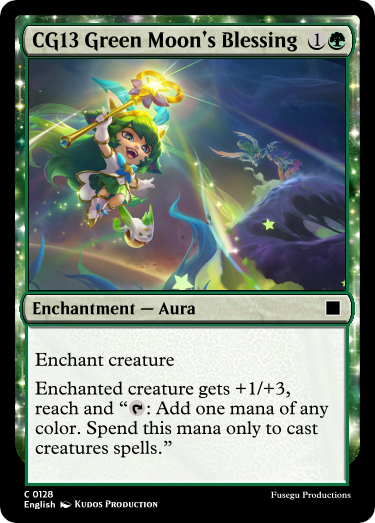 CG13 Green Moon's Blessing 1
Enchantment — Aura
Enchant creature
Enchanted creature gets +1/+3,
reach and “: Add one mana of any
color. Spend this mana only to cast
creatures spells.”
C 0128
Fusegu Productions
English Kudos Production